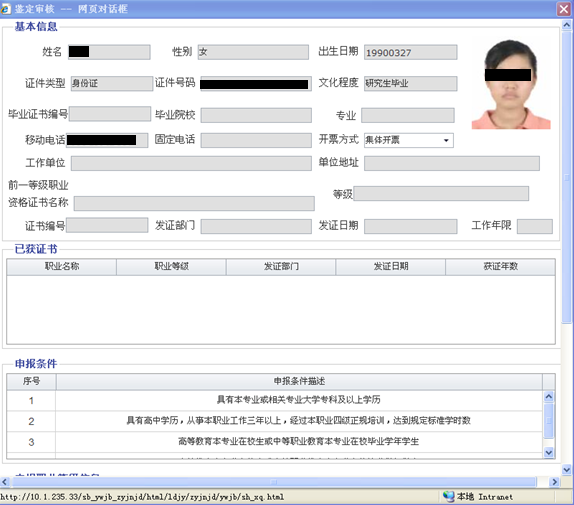 鉴定审核 -- 网页对话框
基本信息
姓名 性别 女 出生日期 19900327
证件类型 身份证 证件号码 文化程度 研究生毕业
毕业证书编号 毕业院校 专业
移动电话 固定电话 开票方式 集体开票
工作单位 单位地址
前一等级职业
资格证书名称 等级
证书编号 发证部门 发证日期 工作年限
已获证书
职业名称 职业等级 发证部门 发证日期 获证年数
申报条件
序号 申报条件描述
1 具有本专业或相关专业大学专科及以上学历
2 具有高中学历，从事本职业工作三年以上，经过本职业四级正规培训，达到规定标准学时数
3 高等教育本专业在校生或中等职业教育本专业在校毕业学年学生
http://10.1.235.33/sb_ywjb_zyjnjd/html/ldjy/zyjnjd/ywjb/sh_xq.html 本地 Intranet